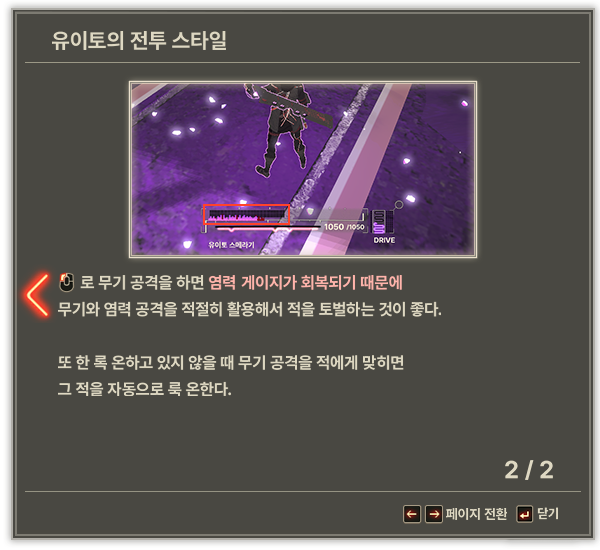 유이토의 전투 스타일
1050 /1050
유이토 스메라기
DRIVE
로 무기 공격을 하면 염력 게이지가 회복되기 때문에
무기와 염력 공격을 적절히 활용해서 적을 토벌하는 것이 좋다.
또 한 록 온하고 있지 않을 때 무기 공격을 적에게 맞히면
그 적을 자동으로 룩 온한다.
2 / 2
페이지 전환 닫기